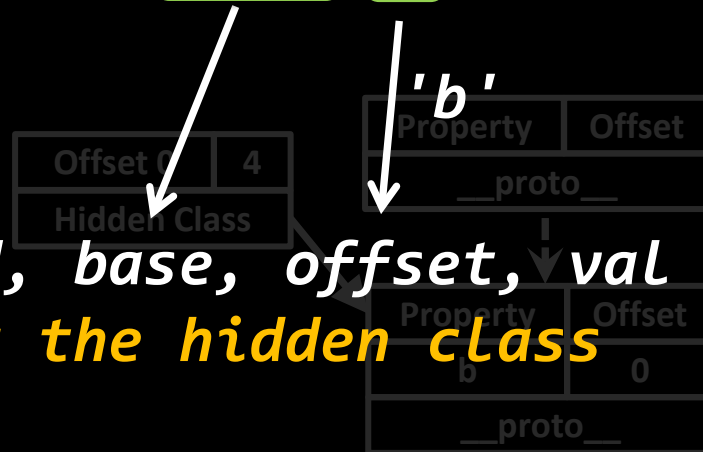 'b'
Property Offset
Offset 0 4
__proto__
Hidden Class
, base, offset, val
Property Offset
the hidden class
b 0
__proto__